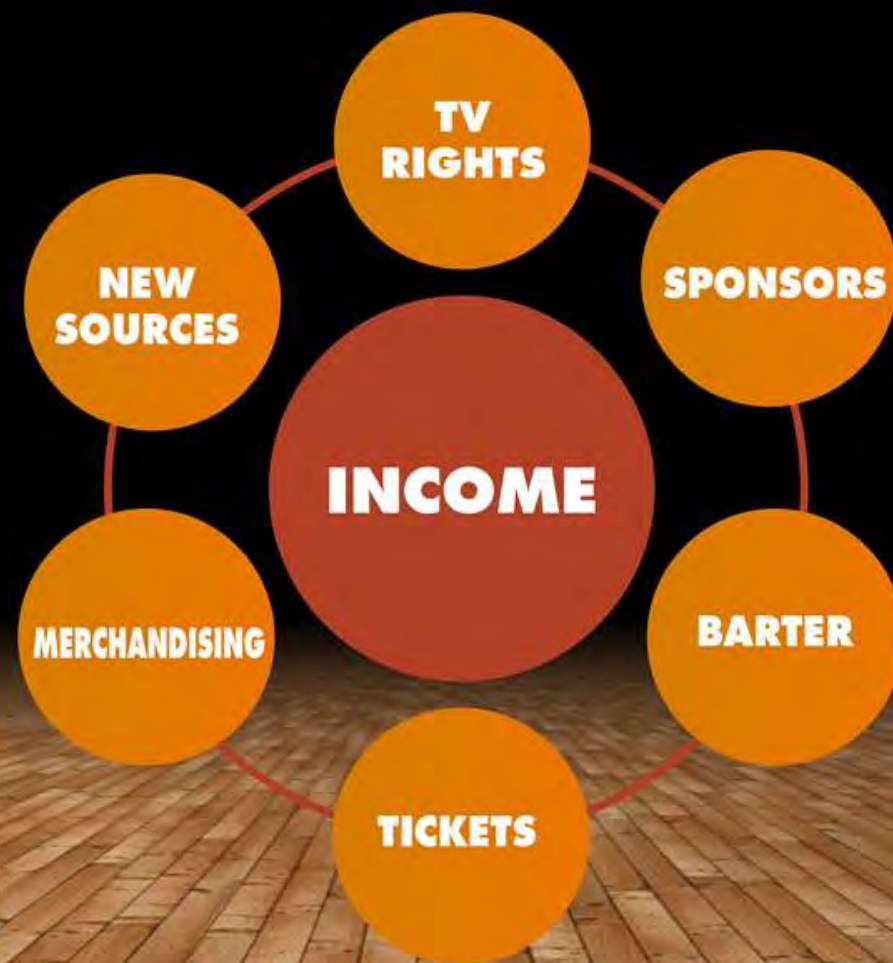 TV
RIGHTS
SPONSORS
NEW
SOURCES
INCOME
BARTER
MERCHANDISING
TICKETS